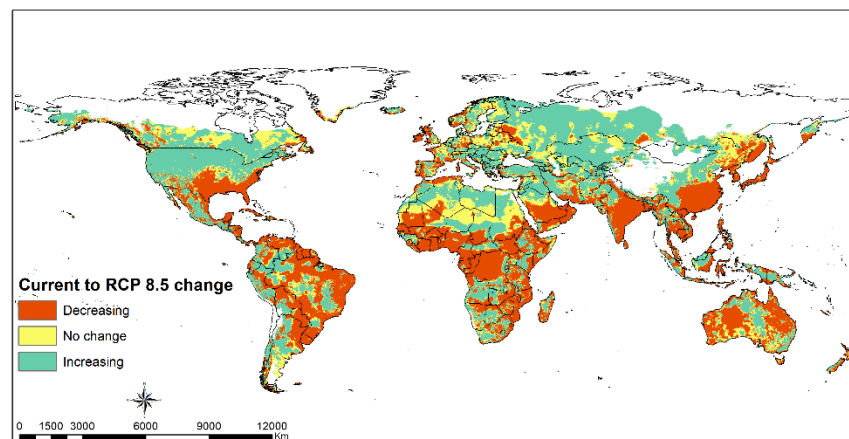 Current to RCP 8.5 change
Decreasing
No change
Increasing
0 1500 3000 6000 9000 12000
Km